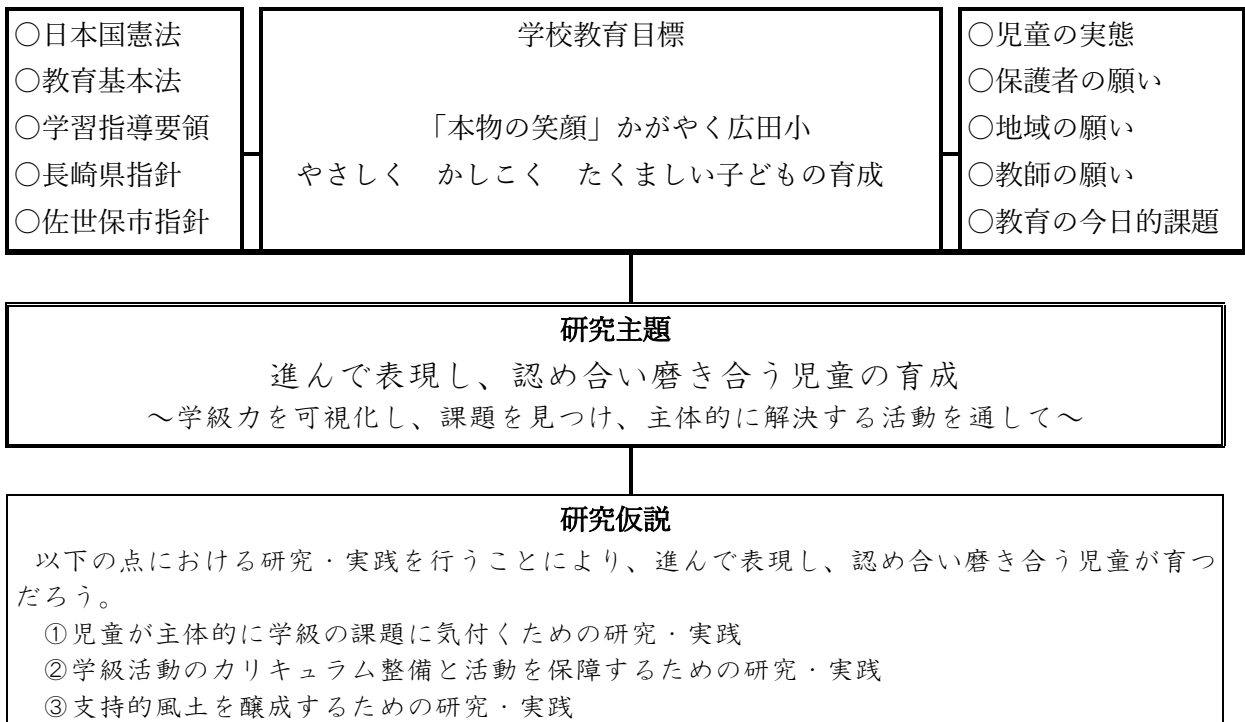 ○日本国憲法
○教育基本法
○学習指導要領
○長崎県指針
○佐世保市指針
学校教育目標
「本物の笑顔」かがやく広田小
やさしく　かしこく　たくましい子どもの育成
○児童の実態
○保護者の願い
○地域の願い
○教師の願い
○教育の今日的課題
研究主題
進んで表現し、認め合い磨き合う児童の育成
～学級力を可視化し、課題を見つけ、主体的に解決する活動を通して～
研究仮説
以下の点における研究・実践を行うことにより、進んで表現し、認め合い磨き合う児童が育つ
だろう。
①児童が主体的に学級の課題に気付くための研究・実践
②学級活動のカリキュラム整備と活動を保障するための研究・実践
③支持的風土を醸成するための研究・実践